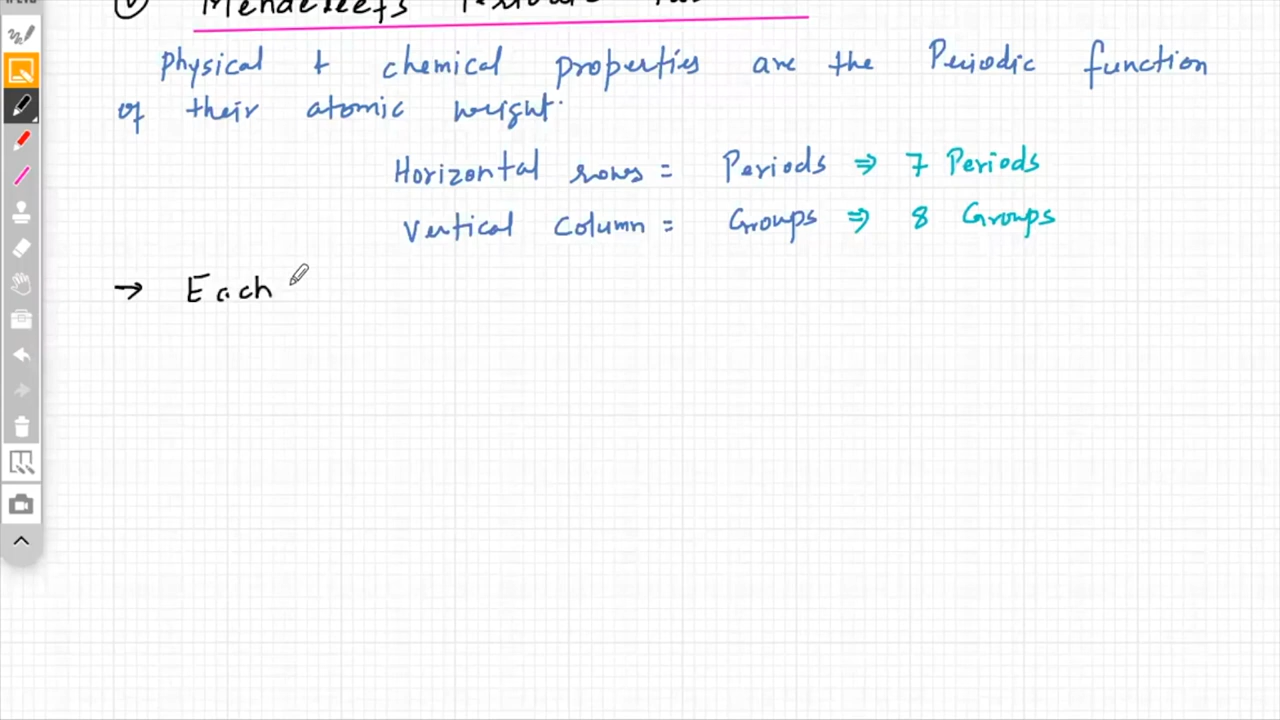 Physical + chemical properties are the Periodic function
of their atomic weight.
Horizontal rows = Periods ⇒ 7 Periods
Vertical Column = Groups ⇒ 8 Groups
→ Each